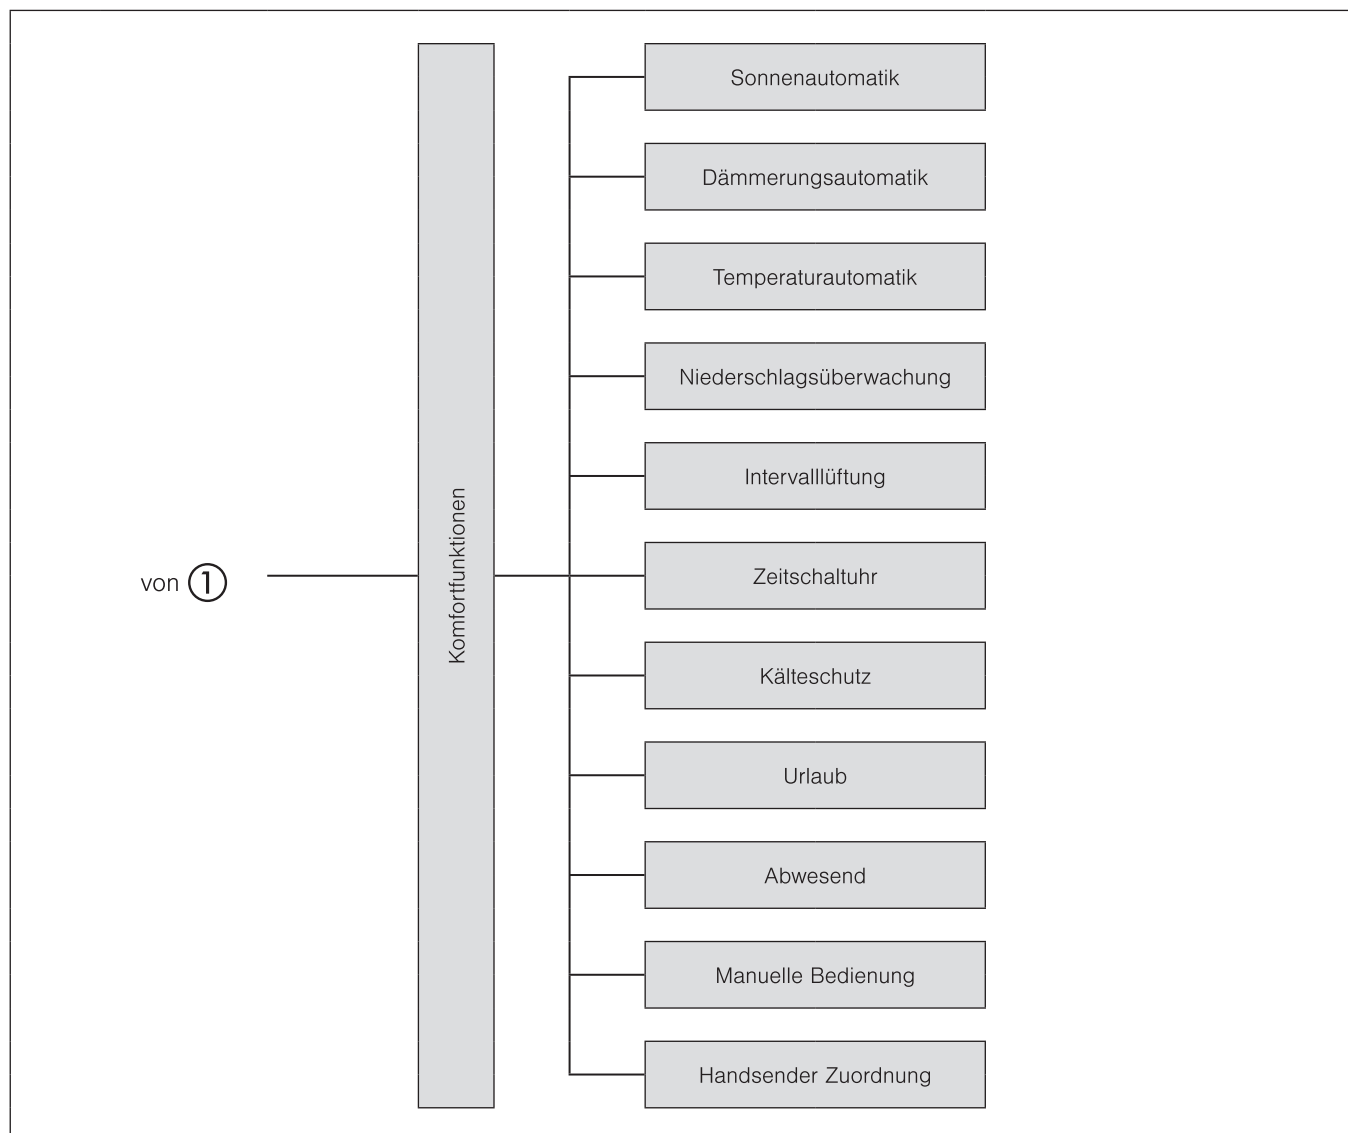 Sonnenautomatik
Dämmerungsautomatik
Temperaturautomatik
Niederschlagsüberwachung
Intervalllüftung
von 1
Komfortfunktionen
Zeitschaltuhr
Kälteschutz
Urlaub
Abwesend
Manuelle Bedienung
Handsender Zuordnung